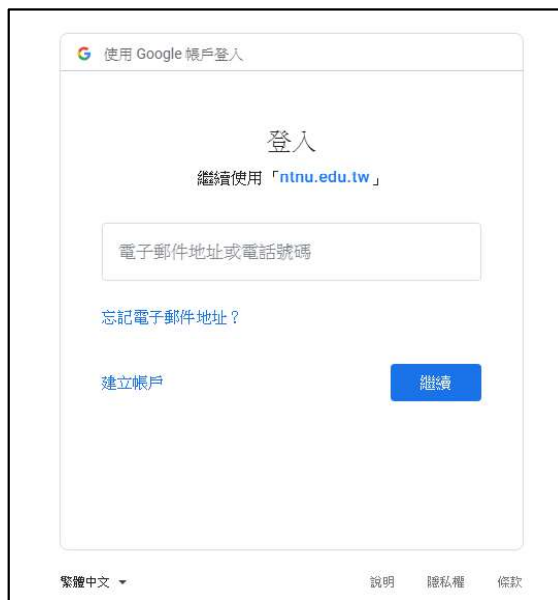 使用 Google 帳戶登入
登入
繼續使用「ntnu.edu.tw」
電子郵件地址或電話號碼
忘記電子郵件地址？
建立帳戶 繼續
繁體中文 說明 隱私權 條款